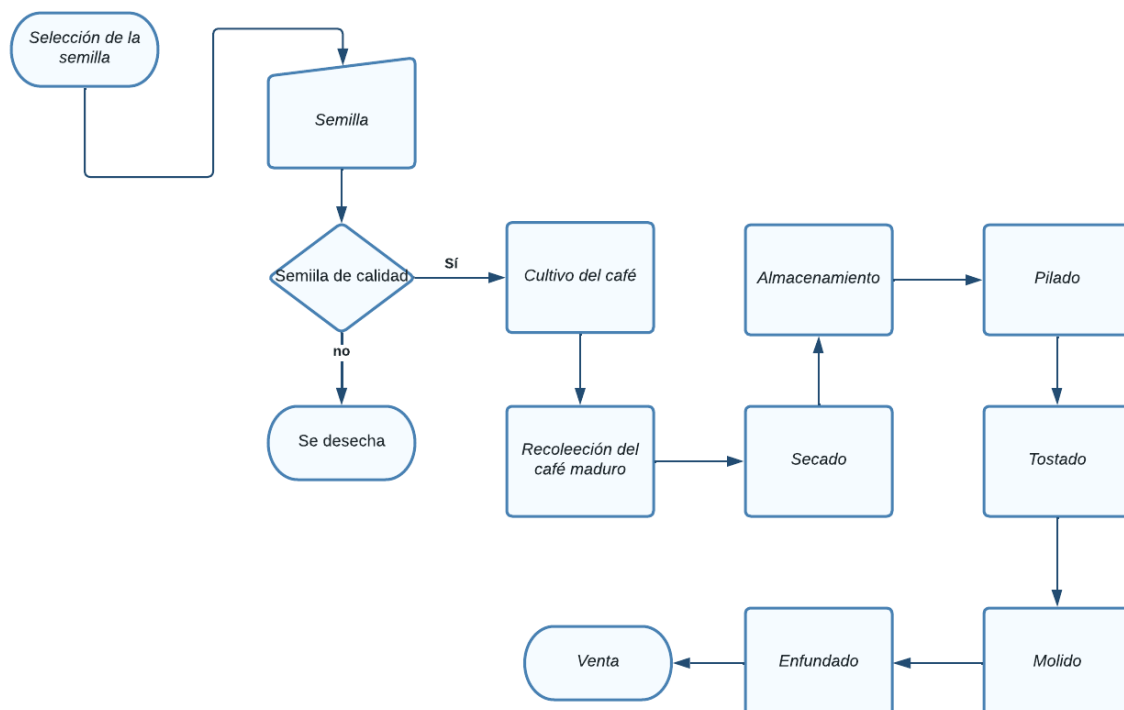 Selección de la
semilla
Semilla
Semiila de calidad
Sí
no
Se desecha
Cultivo del café
Recoleección del
café maduro
Secado
Almacenamiento
Pilado
Tostado
Molido
Enfundado
Venta